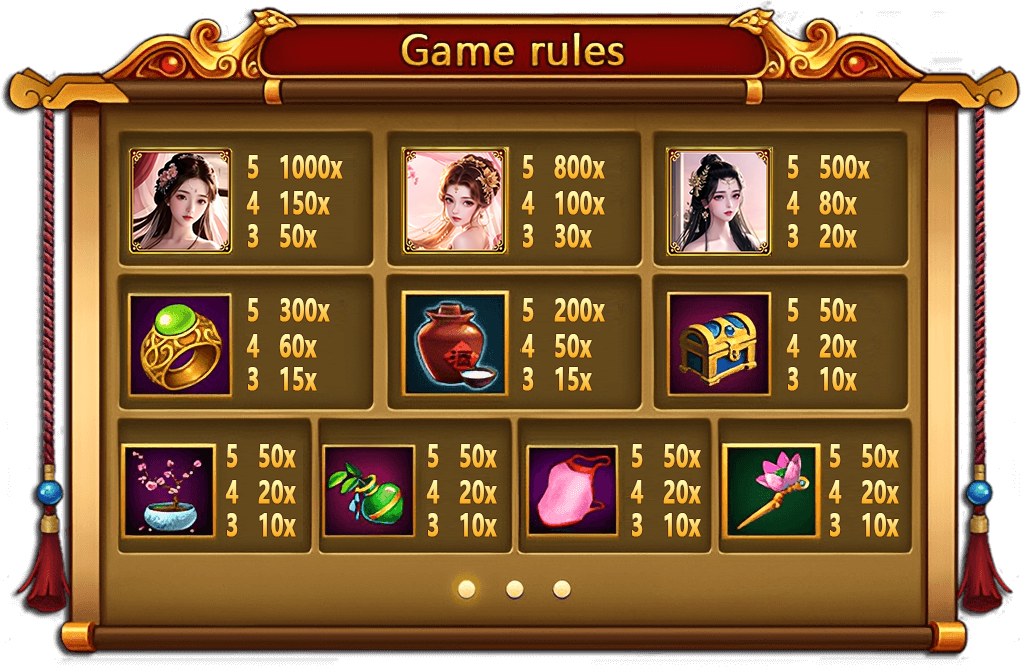 Game rules
5 1000x
4 150x
3 50x
5 800x
4 100x
3 30x
5 500x
4 80x
3 20x
5 300x
4 60x
3 15x
5 200x
4 50x
3 15x
5 50x
4 20x
3 10x
5 50x
4 20x
3 10x
5 50x
4 20x
3 10x
5 50x
4 20x
3 10x
5 50x
4 20x
3 10x